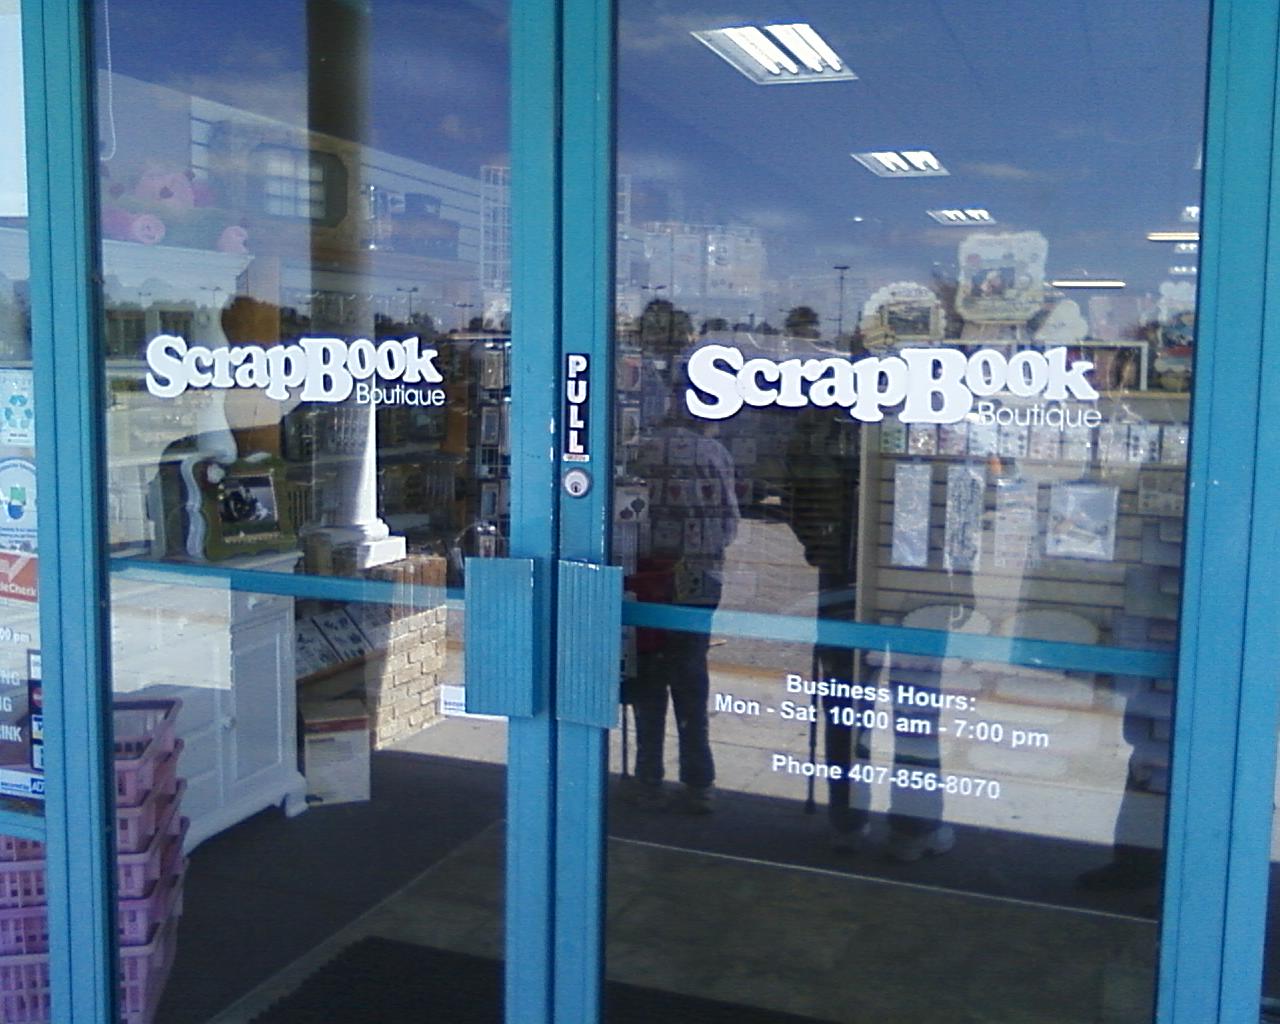 ScrapBook
Boutique
PULL
ScrapBook
Boutique
Business Hours:
Mon - Sat 10:00 am - 7:00 pm
Phone 407-856-8070